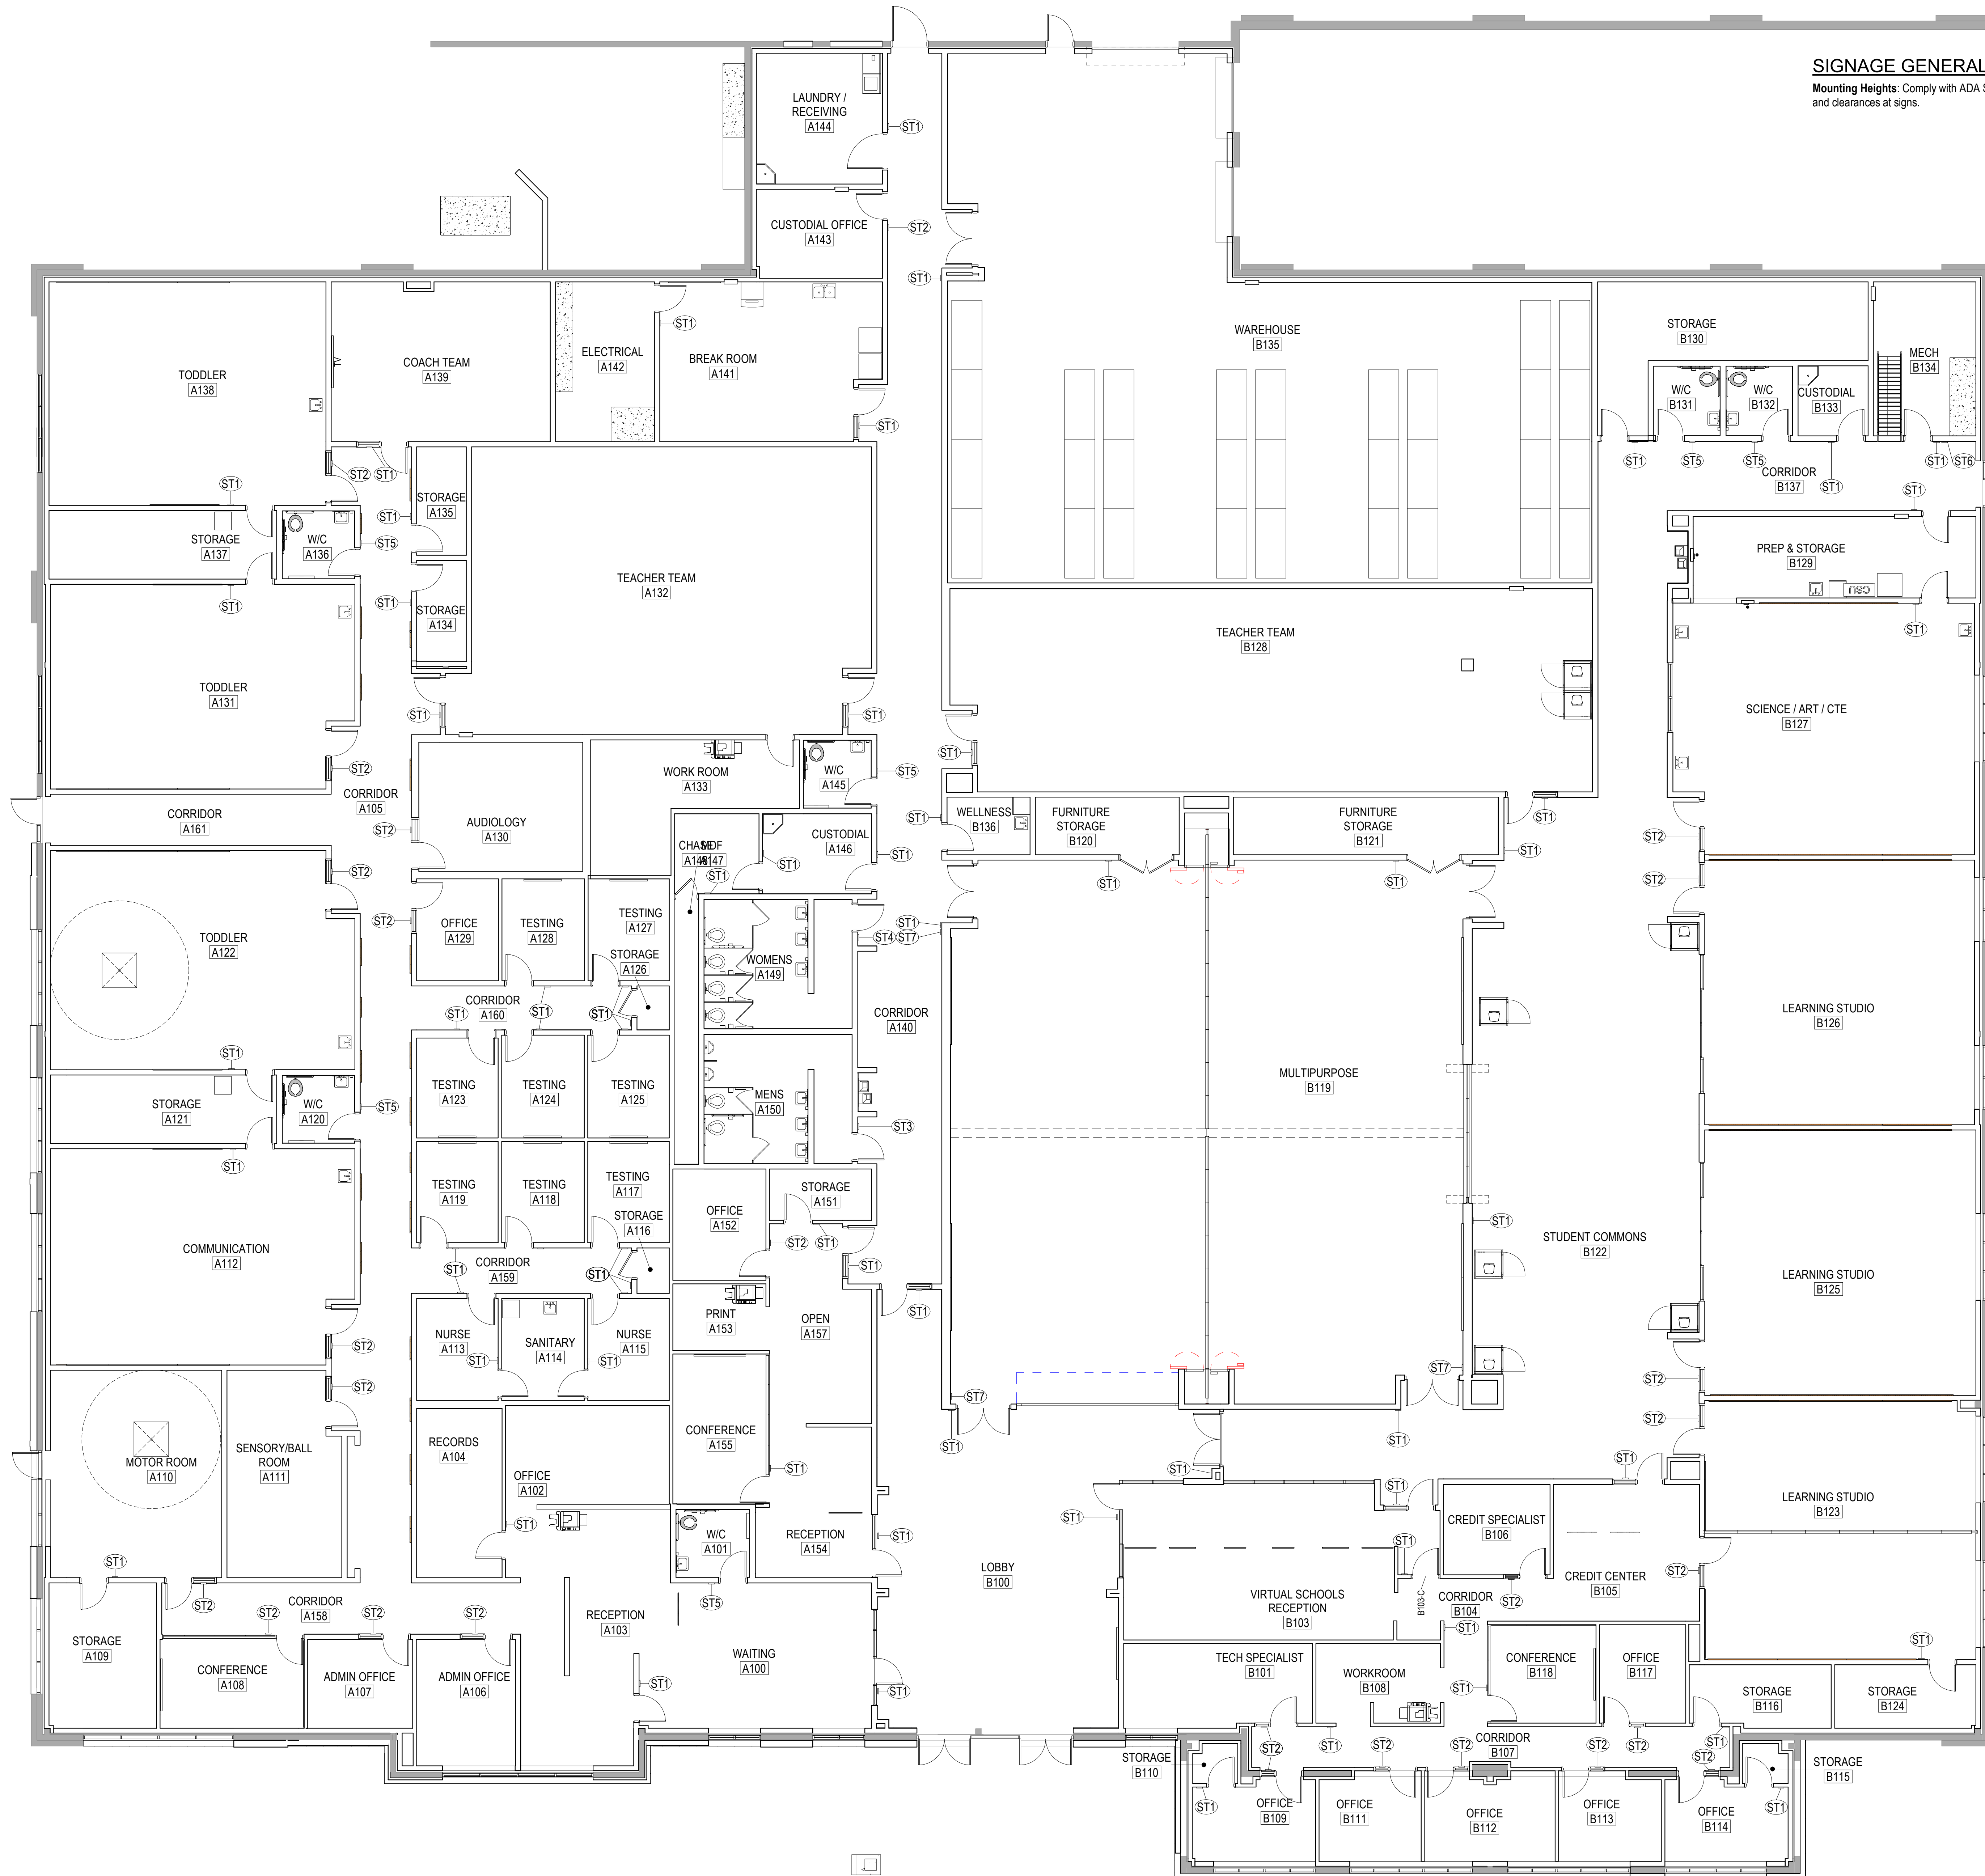 SIGNAGE GENERAL
Mounting Heights: Comply with ADA S
and clearances at signs.
LAUNDRY /
RECEIVING
A144
ST1
CUSTODIAL OFFICE
A143
ST2
ST1
TODDLER
A138
TV
COACH TEAM
A139
ELECTRICAL
A142
ST1
BREAK ROOM
A141
ST1
WAREHOUSE
B135
STORAGE
B130
MECH
B134
W/C
B131
W/C
B132
CUSTODIAL
B133
ST1
ST5
ST5
ST1
ST1
ST6
CORRIDOR
B137
ST1
ST1
ST2
ST1
STORAGE
A135
ST1
STORAGE
A137
W/C
A136
ST5
ST1
ST1
STORAGE
A134
TEACHER TEAM
A132
PREP & STORAGE
B129
CSU
ST1
TEACHER TEAM
B128
TODDLER
A131
ST1
ST1
ST1
ST2
SCIENCE / ART / CTE
B127
WORK ROOM
A133
W/C
A145
ST5
CORRIDOR
A105
CORRIDOR
A161
ST2
AUDIOLOGY
A130
CUSTODIAL
A146
ST1
ST1
WELLNESS
B136
ST1
FURNITURE
STORAGE
B120
FURNITURE
STORAGE
B121
ST1
ST1
ST2
CHASE
A148
MDF
A147
ST1
ST1
ST1
ST2
ST2
TODDLER
A122
ST2
OFFICE
A129
TESTING
A128
TESTING
A127
STORAGE
A126
ST1
ST4
ST7
WOMENS
A149
CORRIDOR
A160
ST1
ST1
ST1
CORRIDOR
A140
LEARNING STUDIO
B126
ST1
STORAGE
A121
W/C
A120
ST5
TESTING
A123
TESTING
A124
TESTING
A125
MENS
A150
ST3
MULTIPURPOSE
B119
ST1
TESTING
A119
TESTING
A118
TESTING
A117
STORAGE
A116
OFFICE
A152
STORAGE
A151
ST2
ST1
ST1
COMMUNICATION
A112
ST1
CORRIDOR
A159
ST1
ST1
STUDENT COMMONS
B122
ST1
LEARNING STUDIO
B125
PRINT
A153
OPEN
A157
ST2
NURSE
A113
ST1
SANITARY
A114
ST1
NURSE
A115
ST2
ST7
ST7
ST2
ST2
MOTOR ROOM
A110
SENSORY/BALL
ROOM
A111
RECORDS
A104
OFFICE
A102
CONFERENCE
A155
ST1
ST1
ST1
ST1
ST1
ST1
ST1
ST1
W/C
A101
RECEPTION
A154
ST1
ST1
CREDIT SPECIALIST
B106
LEARNING STUDIO
B123
ST1
ST1
ST2
ST5
LOBBY
B100
VIRTUAL SCHOOLS
RECEPTION
B103
B103-C
CORRIDOR
B104
ST2
CREDIT CENTER
B105
ST2
CORRIDOR
A158
ST2
ST2
ST2
RECEPTION
A103
ST1
ST1
STORAGE
A109
CONFERENCE
A108
ADMIN OFFICE
A107
ADMIN OFFICE
A106
WAITING
A100
ST1
ST1
TECH SPECIALIST
B101
WORKROOM
B108
ST1
CONFERENCE
B118
OFFICE
B117
STORAGE
B116
STORAGE
B124
ST2
ST1
ST2
ST2
CORRIDOR
B107
ST2
ST2
ST1
ST2
STORAGE
B110
STORAGE
B115
ST1
OFFICE
B109
OFFICE
B111
OFFICE
B112
OFFICE
B113
OFFICE
B114
ST1